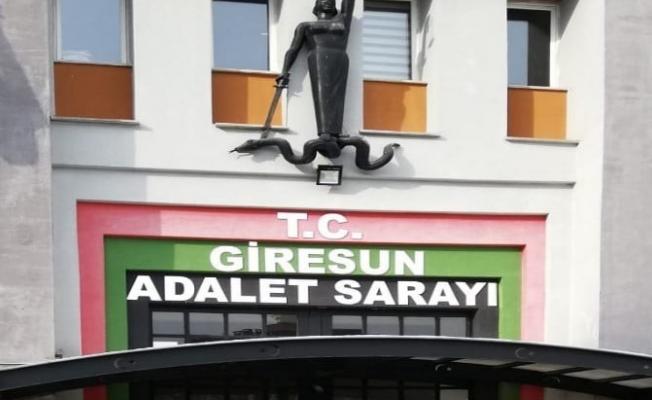 T.C.
GİRESUN
ADALET SARAYI